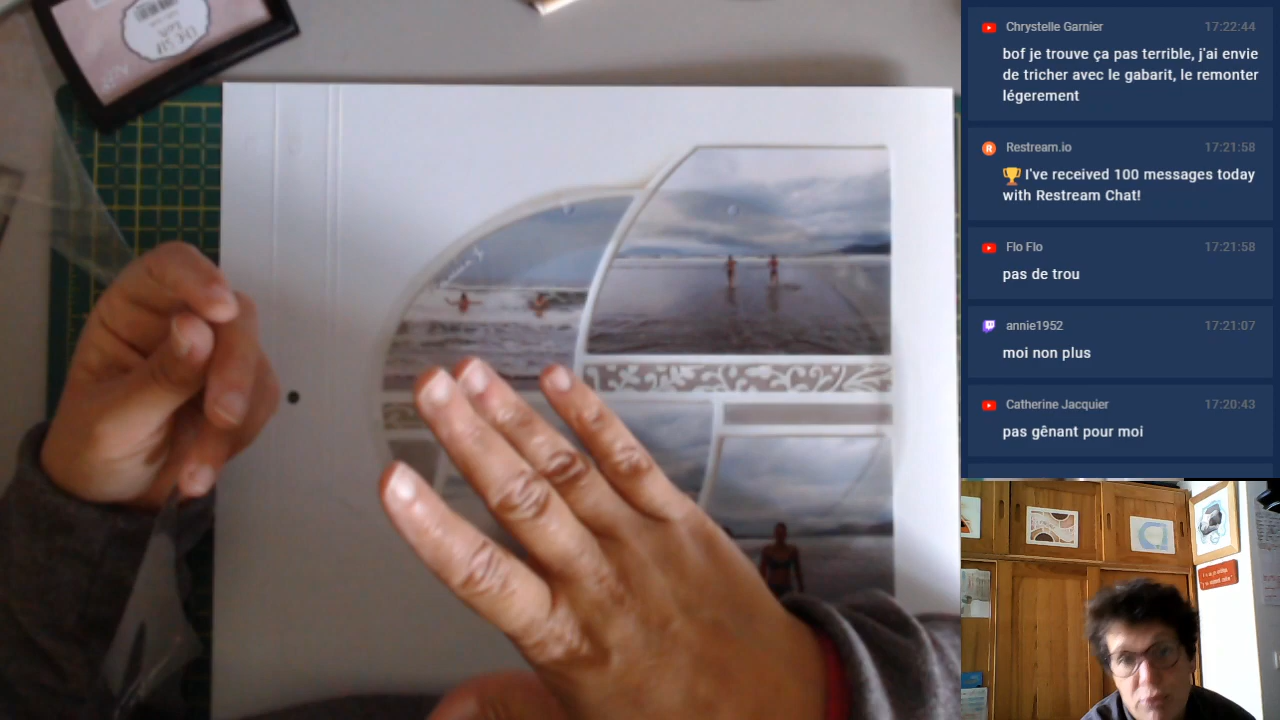 Chrystelle Garnier 17:22:44
bof je trouve ça pas terrible, j'ai envie
de tricher avec le gabarit, le remonter
légerement
Restream.io 17:21:58
🏆 I've received 100 messages today
with Restream Chat!
Flo Flo 17:21:58
pas de trou
annie1952 17:21:07
moi non plus
Catherine Jacquier 17:20:43
pas gênant pour moi